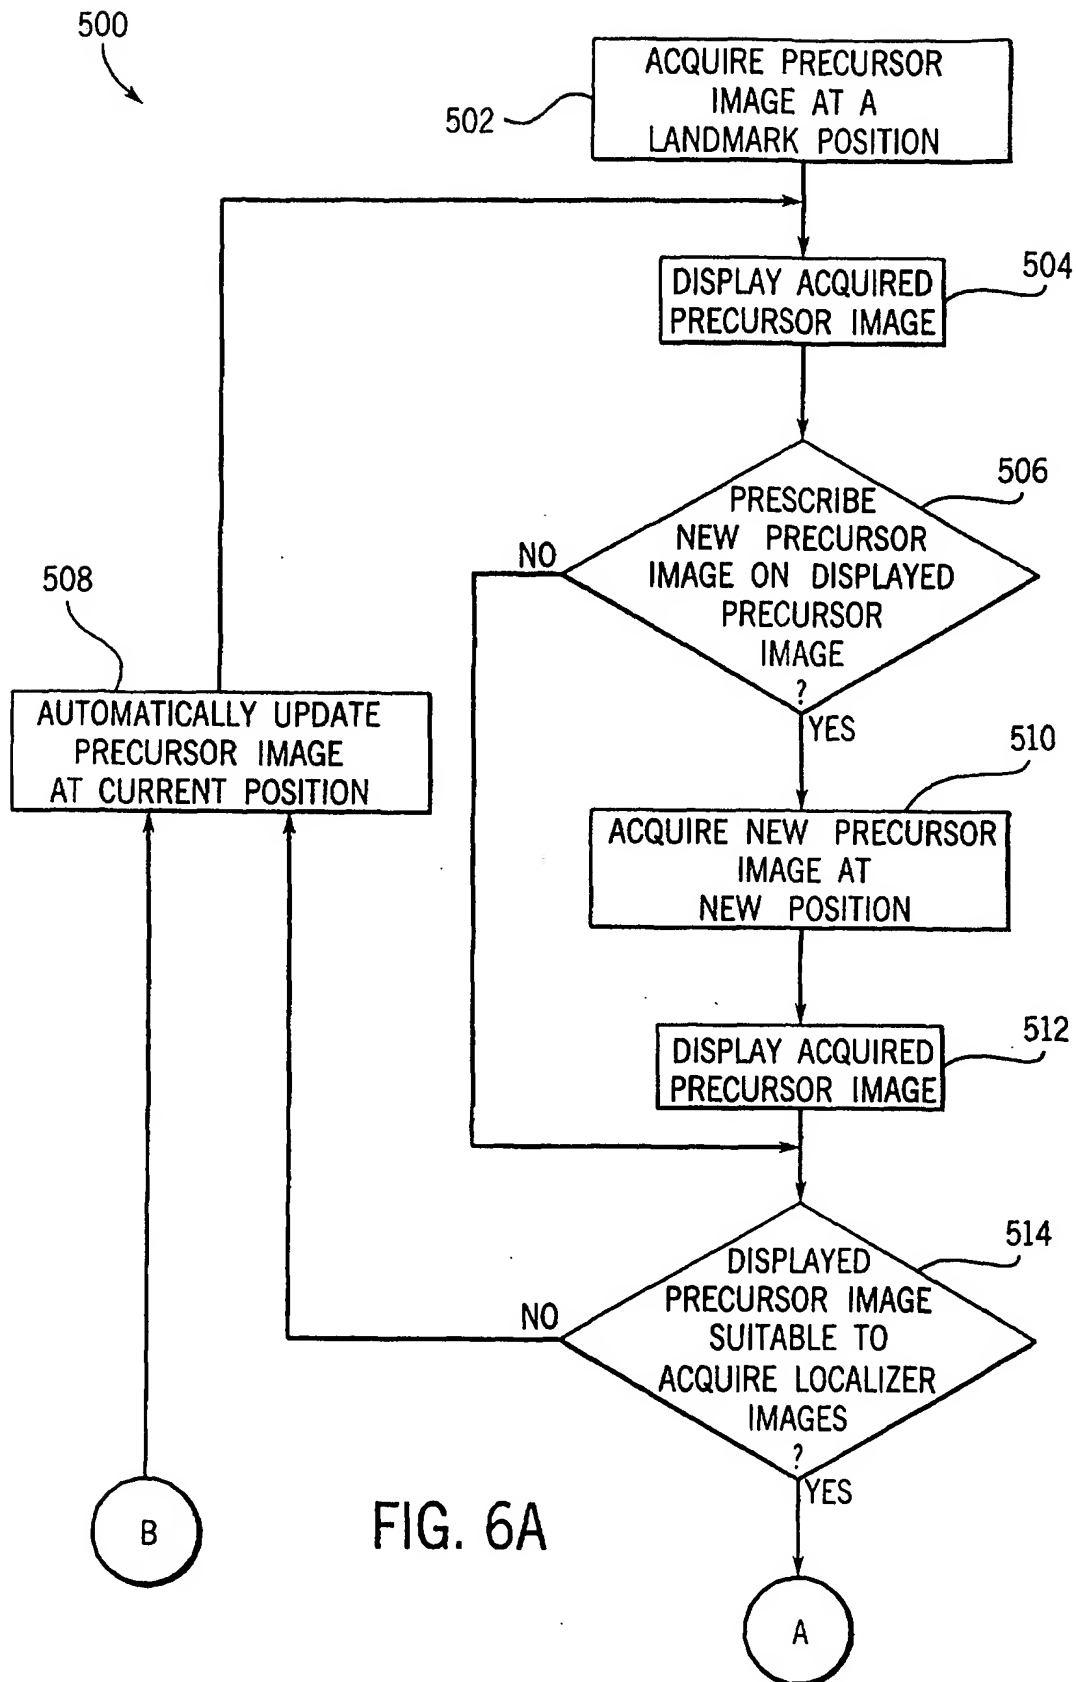 500
ACQUIRE PRECURSOR
IMAGE AT A
LANDMARK POSITION
502
DISPLAY ACQUIRED
PRECURSOR IMAGE
504
PRESCRIBE
NEW PRECURSOR
IMAGE ON DISPLAYED
PRECURSOR
IMAGE
?
506
NO
YES
508
AUTOMATICALLY UPDATE
PRECURSOR IMAGE
AT CURRENT POSITION
510
ACQUIRE NEW PRECURSOR
IMAGE AT
NEW POSITION
512
DISPLAY ACQUIRED
PRECURSOR IMAGE
514
DISPLAYED
PRECURSOR IMAGE
SUITABLE TO
ACQUIRE LOCALIZER
IMAGES
?
NO
YES
B
FIG. 6A
A